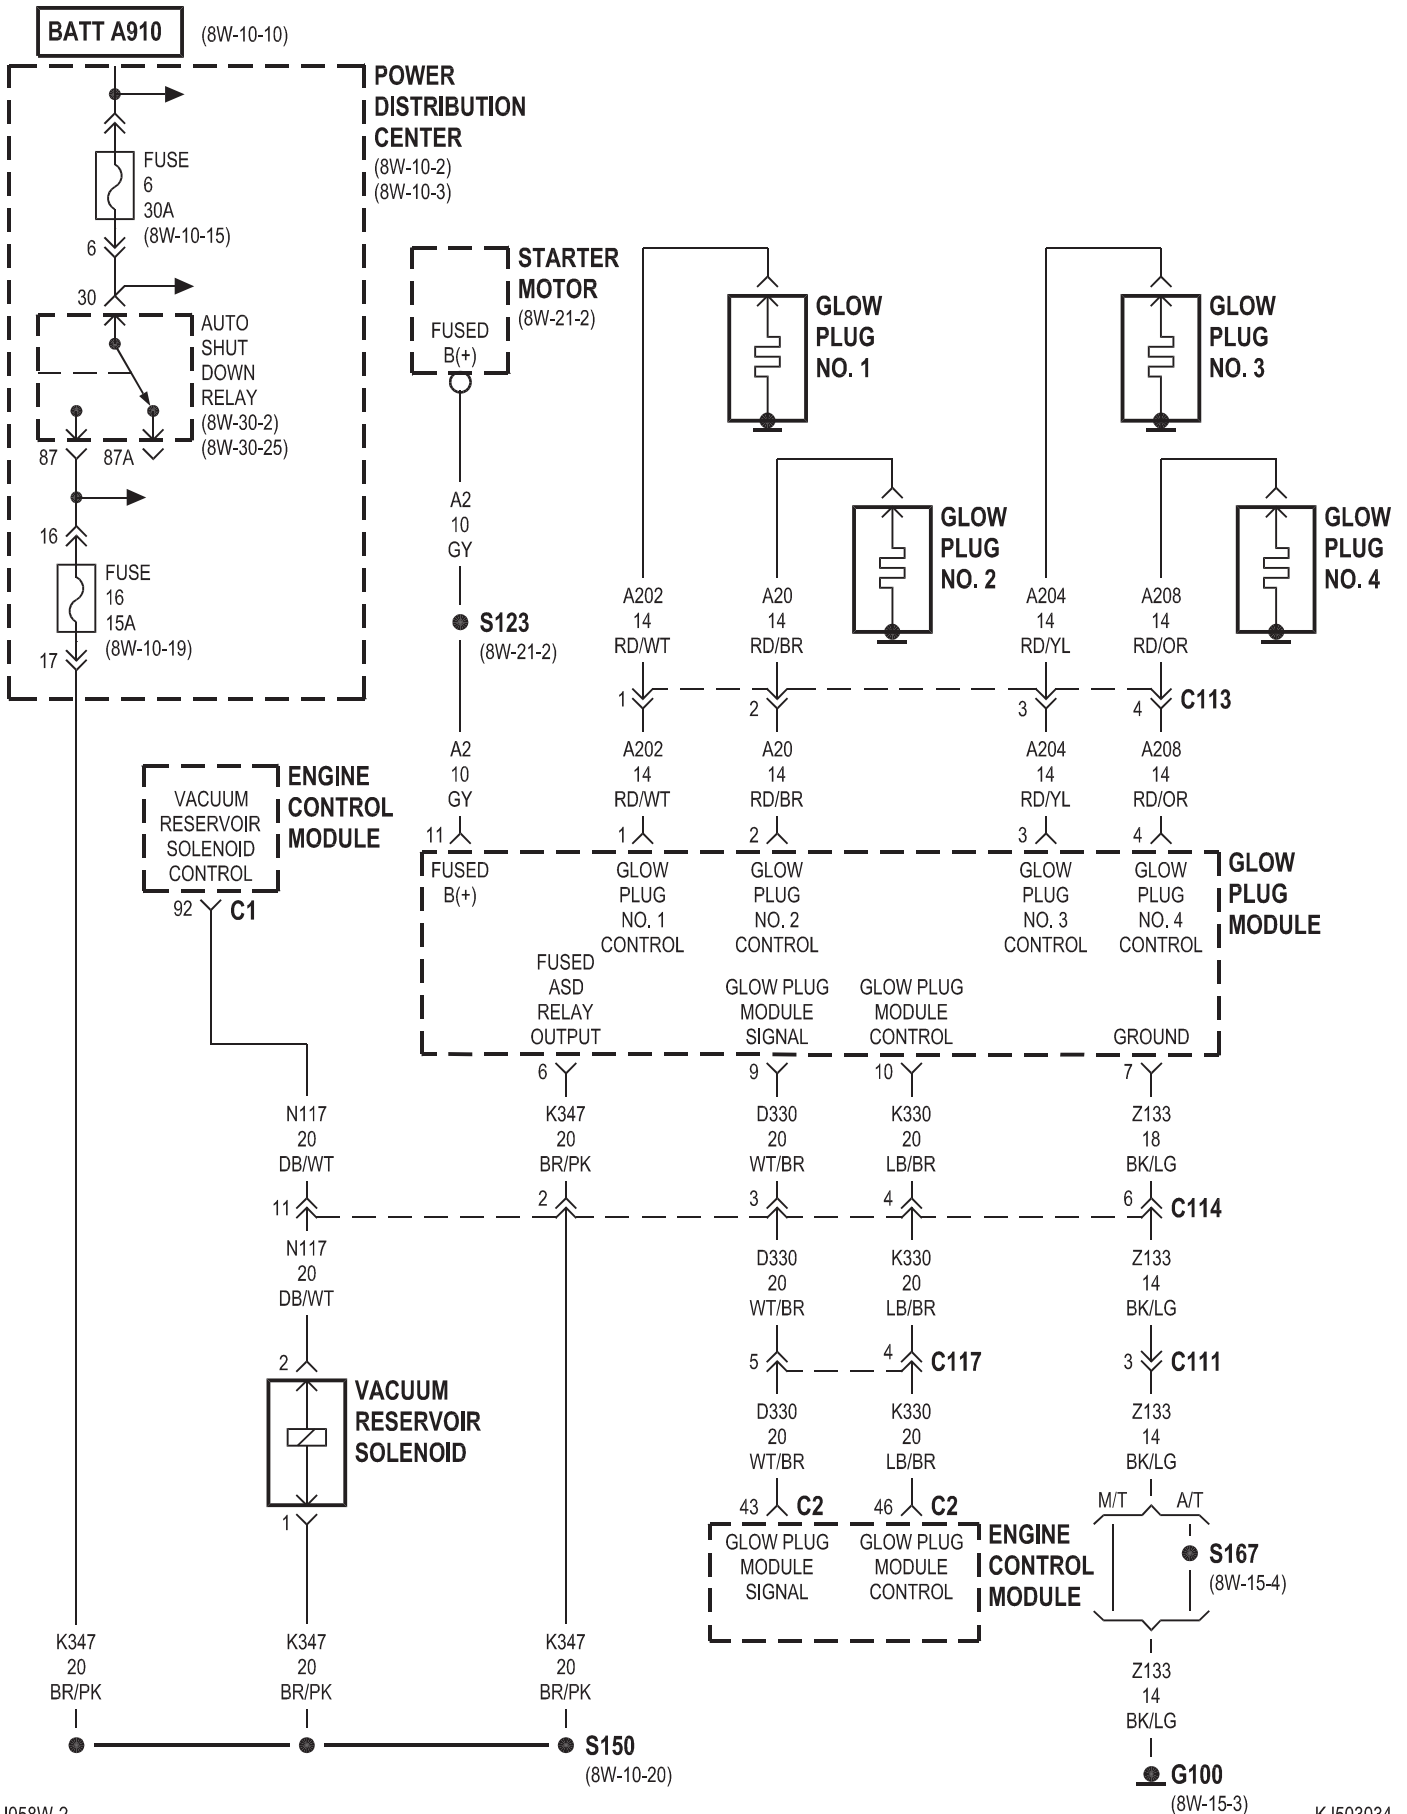 BATT A910
(8W-10-10)
POWER
DISTRIBUTION
CENTER
(8W-10-2)
(8W-10-3)
FUSE
6
30A
(8W-10-15)
6
30
AUTO
SHUT
DOWN
RELAY
(8W-30-2)
(8W-30-25)
87
87A
16
FUSE
16
15A
(8W-10-19)
17
STARTER
MOTOR
(8W-21-2)
FUSED
B(+)
A2
10
GY
S123
(8W-21-2)
A2
10
GY
11
GLOW
PLUG
NO. 1
GLOW
PLUG
NO. 2
GLOW
PLUG
NO. 3
GLOW
PLUG
NO. 4
A202
14
RD/WT
A20
14
RD/BR
A204
14
RD/YL
A208
14
RD/OR
1
2
3
4
C113
A202
14
RD/WT
A20
14
RD/BR
A204
14
RD/YL
A208
14
RD/OR
1
2
3
4
ENGINE
CONTROL
MODULE
VACUUM
RESERVOIR
SOLENOID
CONTROL
92
C1
GLOW
PLUG
MODULE
FUSED
B(+)
GLOW
PLUG
NO. 1
CONTROL
GLOW
PLUG
NO. 2
CONTROL
GLOW
PLUG
NO. 3
CONTROL
GLOW
PLUG
NO. 4
CONTROL
FUSED
ASD
RELAY
OUTPUT
GLOW PLUG
MODULE
SIGNAL
GLOW PLUG
MODULE
CONTROL
GROUND
6
9
10
7
N117
20
DB/WT
K347
20
BR/PK
D330
20
WT/BR
K330
20
LB/BR
Z133
18
BK/LG
11
2
3
4
6
C114
N117
20
DB/WT
D330
20
WT/BR
K330
20
LB/BR
Z133
14
BK/LG
2
5
4
C117
3
C111
VACUUM
RESERVOIR
SOLENOID
1
D330
20
WT/BR
K330
20
LB/BR
Z133
14
BK/LG
43
C2
46
C2
GLOW PLUG
MODULE
SIGNAL
GLOW PLUG
MODULE
CONTROL
ENGINE
CONTROL
MODULE
M/T
A/T
S167
(8W-15-4)
K347
20
BR/PK
K347
20
BR/PK
K347
20
BR/PK
Z133
14
BK/LG
S150
(8W-10-20)
G100
(8W-15-3)